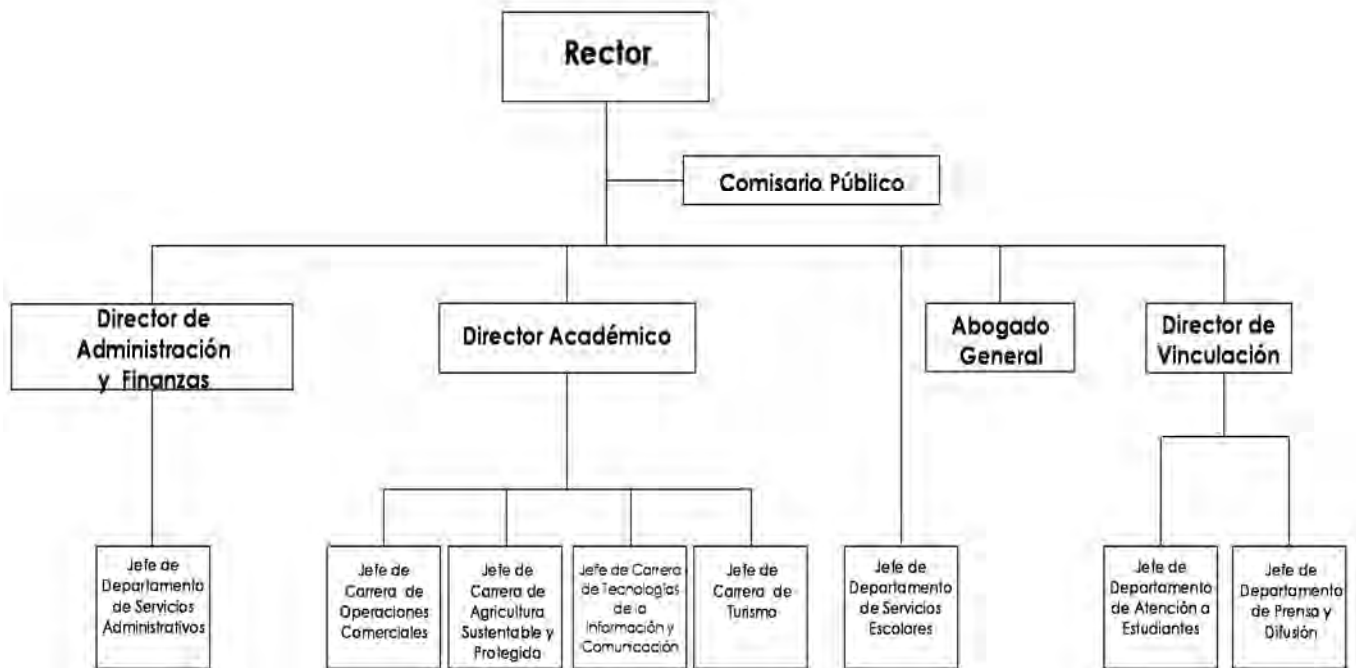 Rector
Comisario Público
Director de
Administración
y Finanzas
Director Académico
Abogado
General
Director de
Vinculación
Jefe de
Departamento
de Servicios
Administrativos
Jefe de
Carrera de
Operaciones
Comerciales
Jefe de
Carrera de
Agricultura
Sustentable y
Protegida
Jefe de Carrera
de Tecnologías
de la
Información y
Comunicación
Jefe de
Carrera de
Turismo
Jefe de
Departamento
de Servicios
Escolares
Jefe de
Departamento
de Atención a
Estudiantes
Jefe de
Departamento
de Prensa y
Difusión